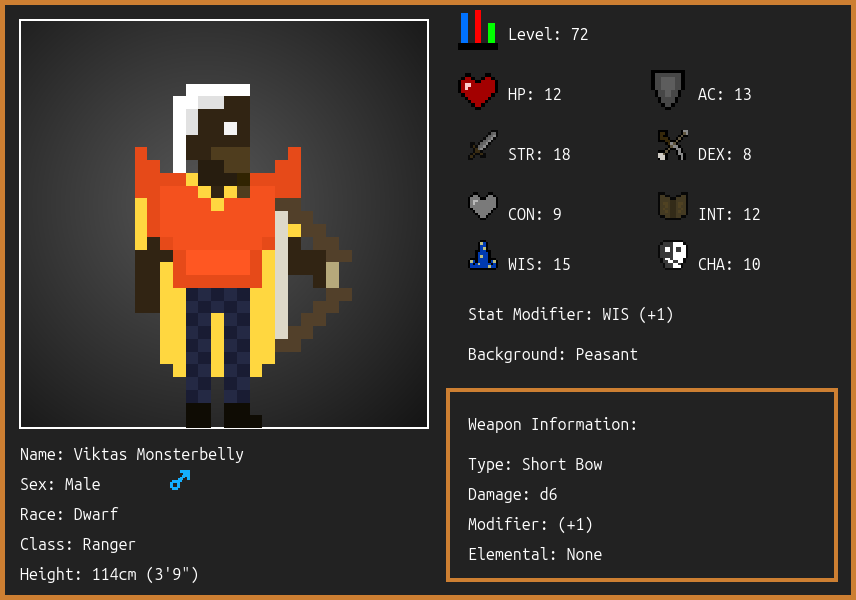 Level: 72
HP: 12
AC: 13
STR: 18
DEX: 8
CON: 9
INT: 12
WIS: 15
CHA: 10
Stat Modifier: WIS (+1)
Background: Peasant
Weapon Information:
Type: Short Bow
Damage: d6
Modifier: (+1)
Elemental: None
Name: Viktas Monsterbelly
Sex: Male
Race: Dwarf
Class: Ranger
Height: 114cm (3'9")